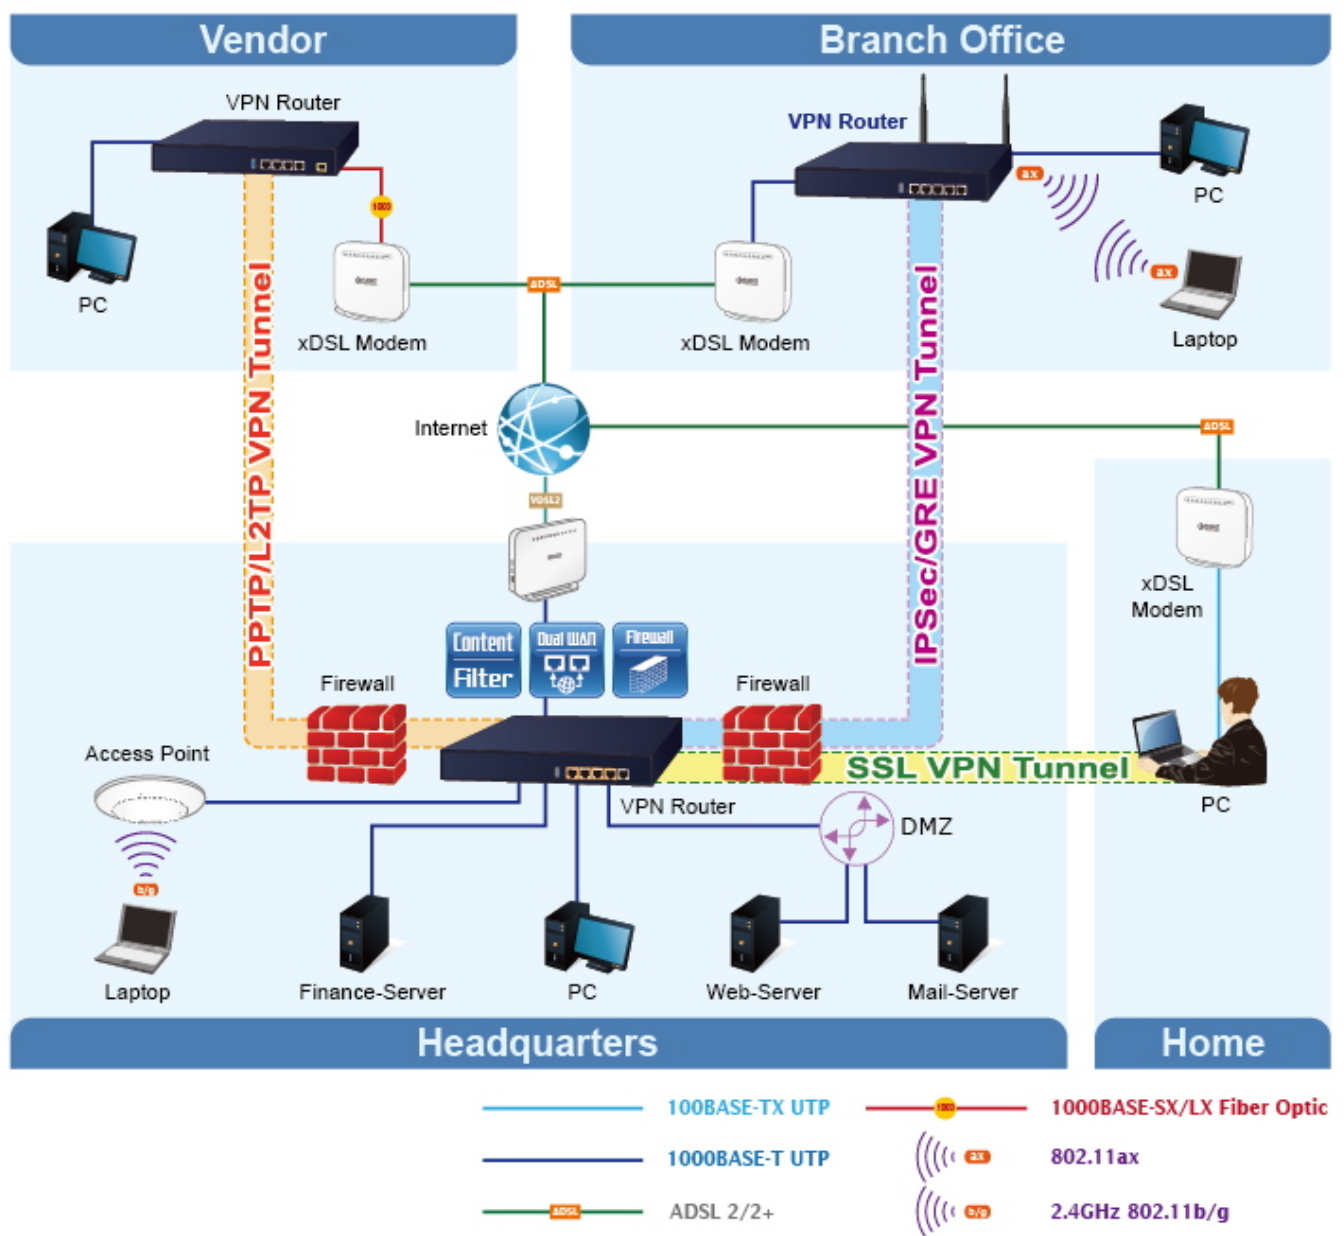 Vendor
Branch Office
VPN Router
VPN Router
PC
ax
1000
PC
ax
PC
xDSL Modem
ADSL
xDSL Modem
Laptop
PPTP/L2TP VPN Tunnel
IPSec/GRE VPN Tunnel
Internet
ADSL
VDSL2
xDSL
Modem
Content
Filter
Dual WAN
Firewall
Firewall
Firewall
Access Point
SSL VPN Tunnel
VPN Router
PC
DMZ
b/g
Laptop
Finance-Server
PC
Web-Server
Mail-Server
Headquarters
Home
100BASE-TX UTP
1000
1000BASE-SX/LX Fiber Optic
1000BASE-T UTP
ax
802.11ax
ADSL
ADSL 2/2+
b/g
2.4GHz 802.11b/g